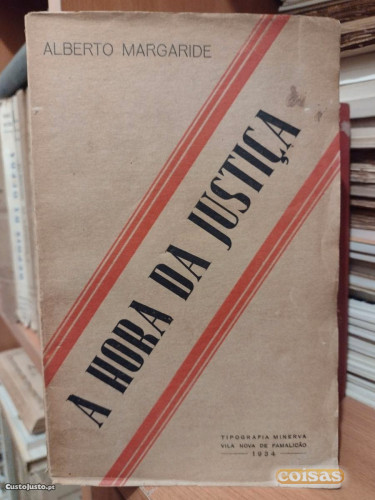 ALBERTO MARGARIDE
A HORA DA JUSTIÇA
TIPOGRAFIA MINERVA
VILA NOVA DE FAMALICÃO
1934
CustoJusto.pt
coisas